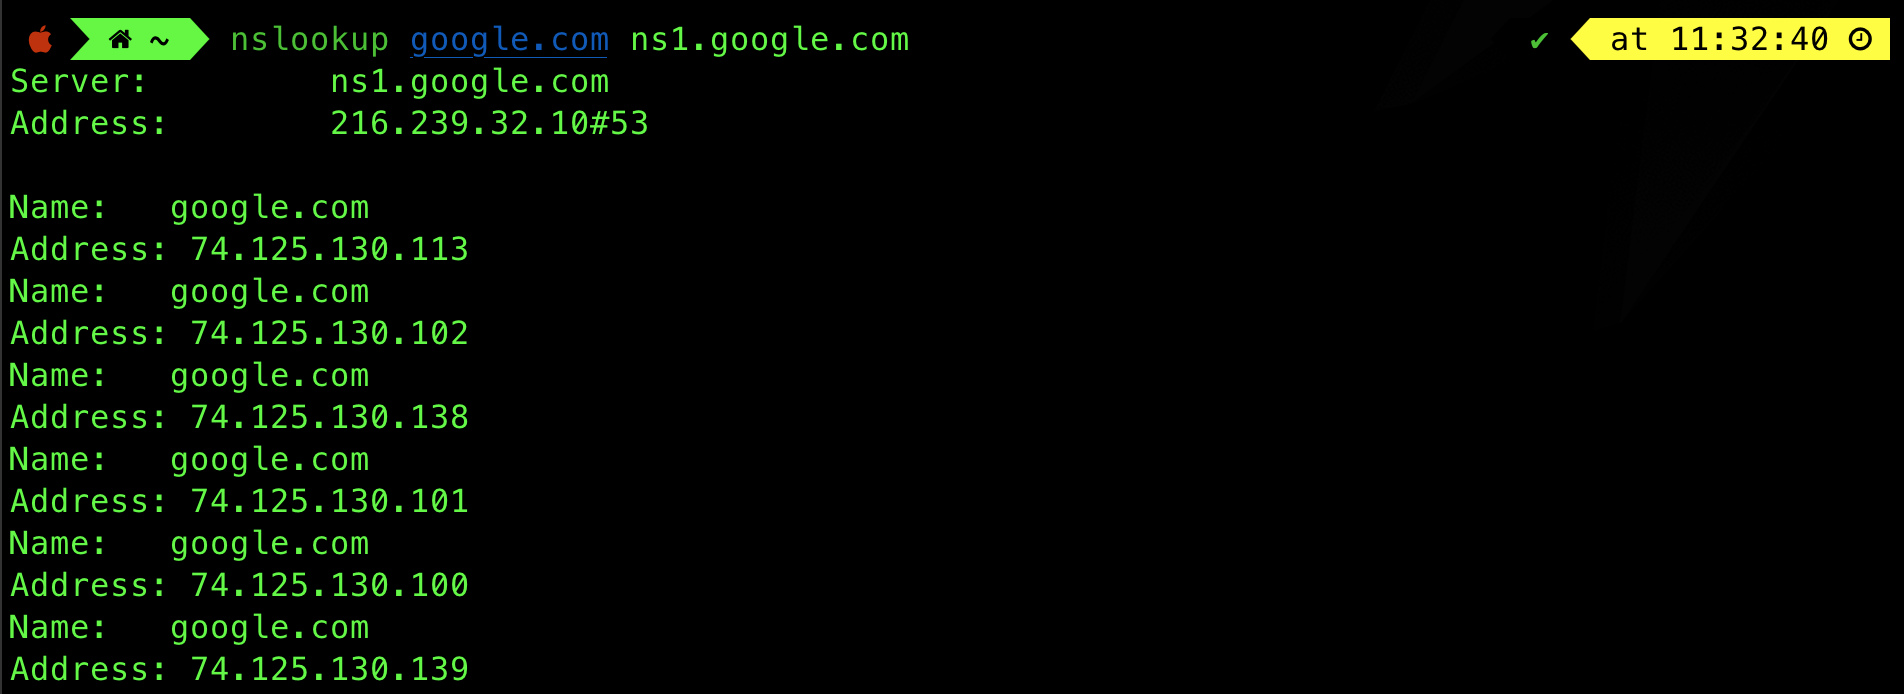 ~ nslookup google.com ns1.google.com ✔ at 11:32:40
Server: ns1.google.com
Address: 216.239.32.10#53
Name: google.com
Address: 74.125.130.113
Name: google.com
Address: 74.125.130.102
Name: google.com
Address: 74.125.130.138
Name: google.com
Address: 74.125.130.101
Name: google.com
Address: 74.125.130.100
Name: google.com
Address: 74.125.130.139